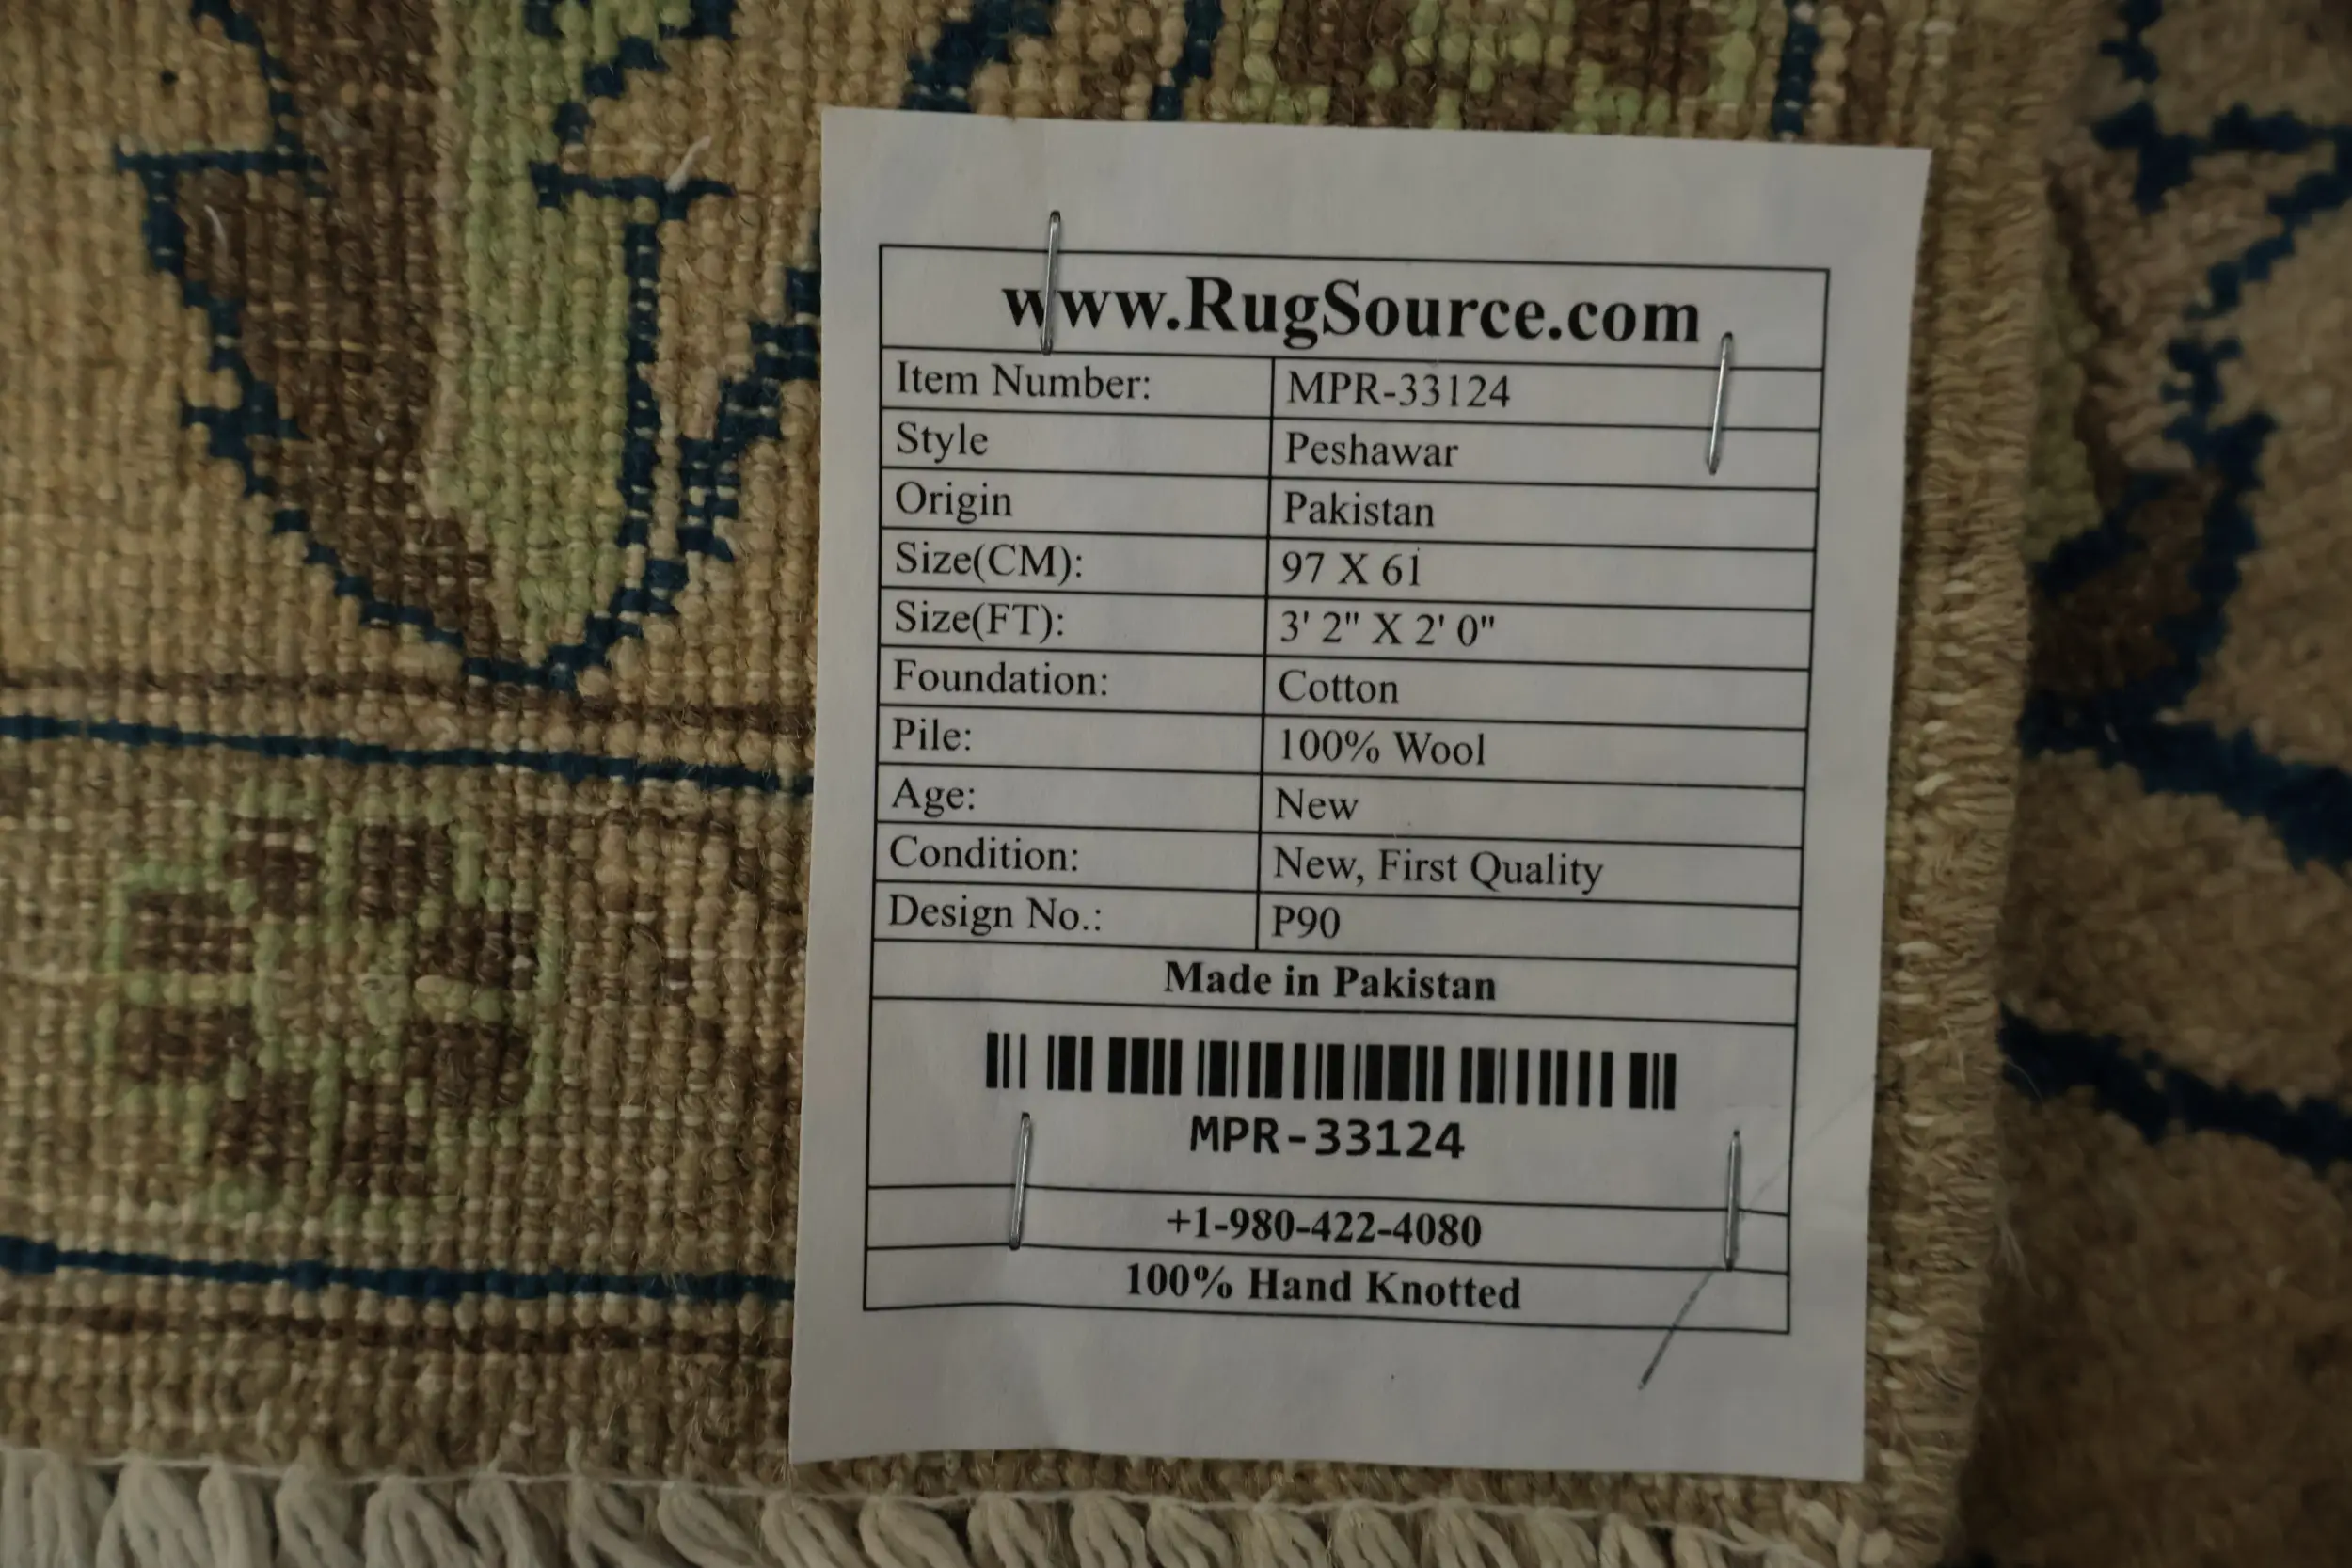 www.RugSource.com
Item Number: MPR-33124
Style Peshawar
Origin Pakistan
Size(CM): 97 X 61
Size(FT): 3' 2" X 2' 0"
Foundation: Cotton
Pile: 100% Wool
Age: New
Condition: New, First Quality
Design No.: P90
Made in Pakistan
MPR-33124
+1-980-422-4080
100% Hand Knotted